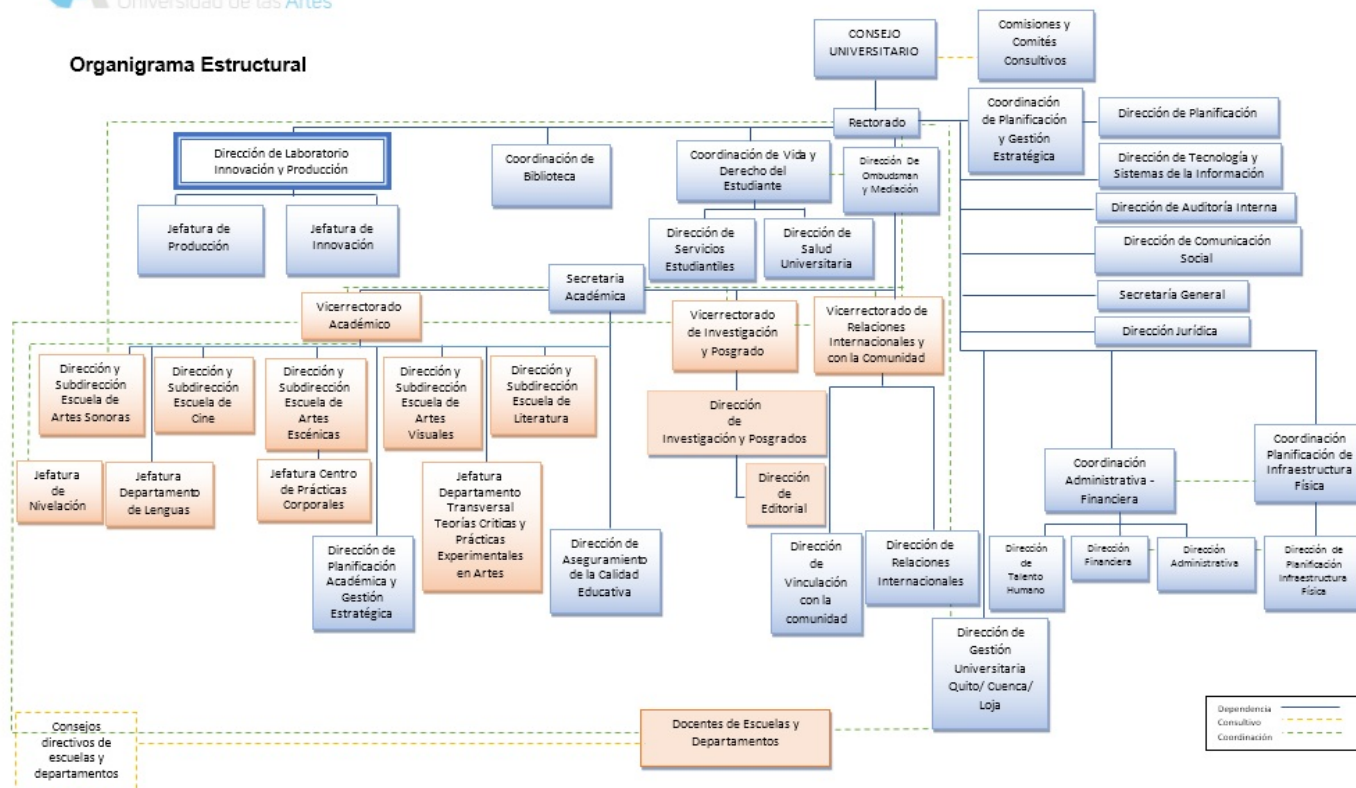 Universidad de las Artes
Organigrama Estructural
CONSEJO
UNIVERSITARIO
Comisiones y
Comités
Consultivos
Rectorado
Coordinación
de Planificación
y Gestión
Estratégica
Dirección de Planificación
Dirección de Tecnología y
Sistemas de la Información
Dirección de Auditoría Interna
Dirección de Comunicación
Social
Secretaría General
Dirección Jurídica
Dirección de Laboratorio
Innovación y Producción
Jefatura de
Producción
Jefatura de
Innovación
Coordinación de
Biblioteca
Coordinación de Vida y
Derecho del
Estudiante
Dirección De
Ombudsman
y Mediación
Dirección de
Servicios
Estudiantiles
Dirección de
Salud
Universitaria
Secretaria
Académica
Vicerrectorado
Académico
Vicerrectorado
de Investigación
y Posgrado
Vicerrectorado de
Relaciones
Internacionales y
con la Comunidad
Dirección y
Subdirección
Escuela de
Artes Sonoras
Dirección y
Subdirección
Escuela de
Cine
Dirección y
Subdirección
Escuela de
Artes
Escénicas
Dirección y
Subdirección
Escuela de
Artes
Visuales
Dirección y
Subdirección
Escuela de
Literatura
Dirección
de
Investigación y Posgrados
Dirección
de
Editorial
Jefatura
de
Nivelación
Jefatura
Departamento
de Lenguas
Jefatura Centro
de Prácticas
Corporales
Jefatura
Departamento
Transversal
Teorías Criticas y
Prácticas
Experimentales
en Artes
Dirección de
Planificación
Académica y
Gestión
Estratégica
Dirección de
Aseguramiento
de la Calidad
Educativa
Dirección
de
Vinculación
con la
comunidad
Dirección de
Relaciones
Internacionales
Coordinación
Administrativa -
Financiera
Coordinación
Planificación de
Infraestructura
Física
Dirección
de
Talento
Humano
Dirección
Financiera
Dirección
Administrativa
Dirección de
Planificación
Infraestructura
Física
Dirección de
Gestión
Universitaria
Quito/ Cuenca/
Loja
Consejos
directivos de
escuelas y
departamentos
Docentes de Escuelas y
Departamentos
Dependencia
Consultivo
Coordinación